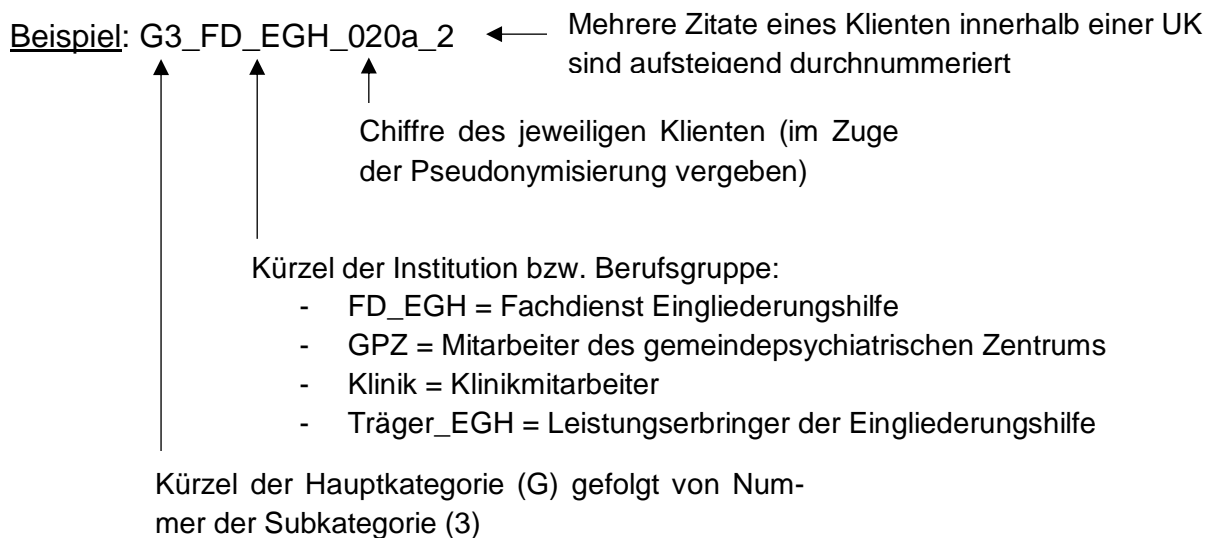 Beispiel: G3_FD_EGH_020a_2
Mehrere Zitate eines Klienten innerhalb einer UK
sind aufsteigend durchnummeriert
Chiffre des jeweiligen Klienten (im Zuge
der Pseudonymisierung vergeben)
Kürzel der Institution bzw. Berufsgruppe:
- FD_EGH = Fachdienst Eingliederungshilfe
- GPZ = Mitarbeiter des gemeindepsychiatrischen Zentrums
- Klinik = Klinikmitarbeiter
- Träger_EGH = Leistungserbringer der Eingliederungshilfe
Kürzel der Hauptkategorie (G) gefolgt von Num-
mer der Subkategorie (3)